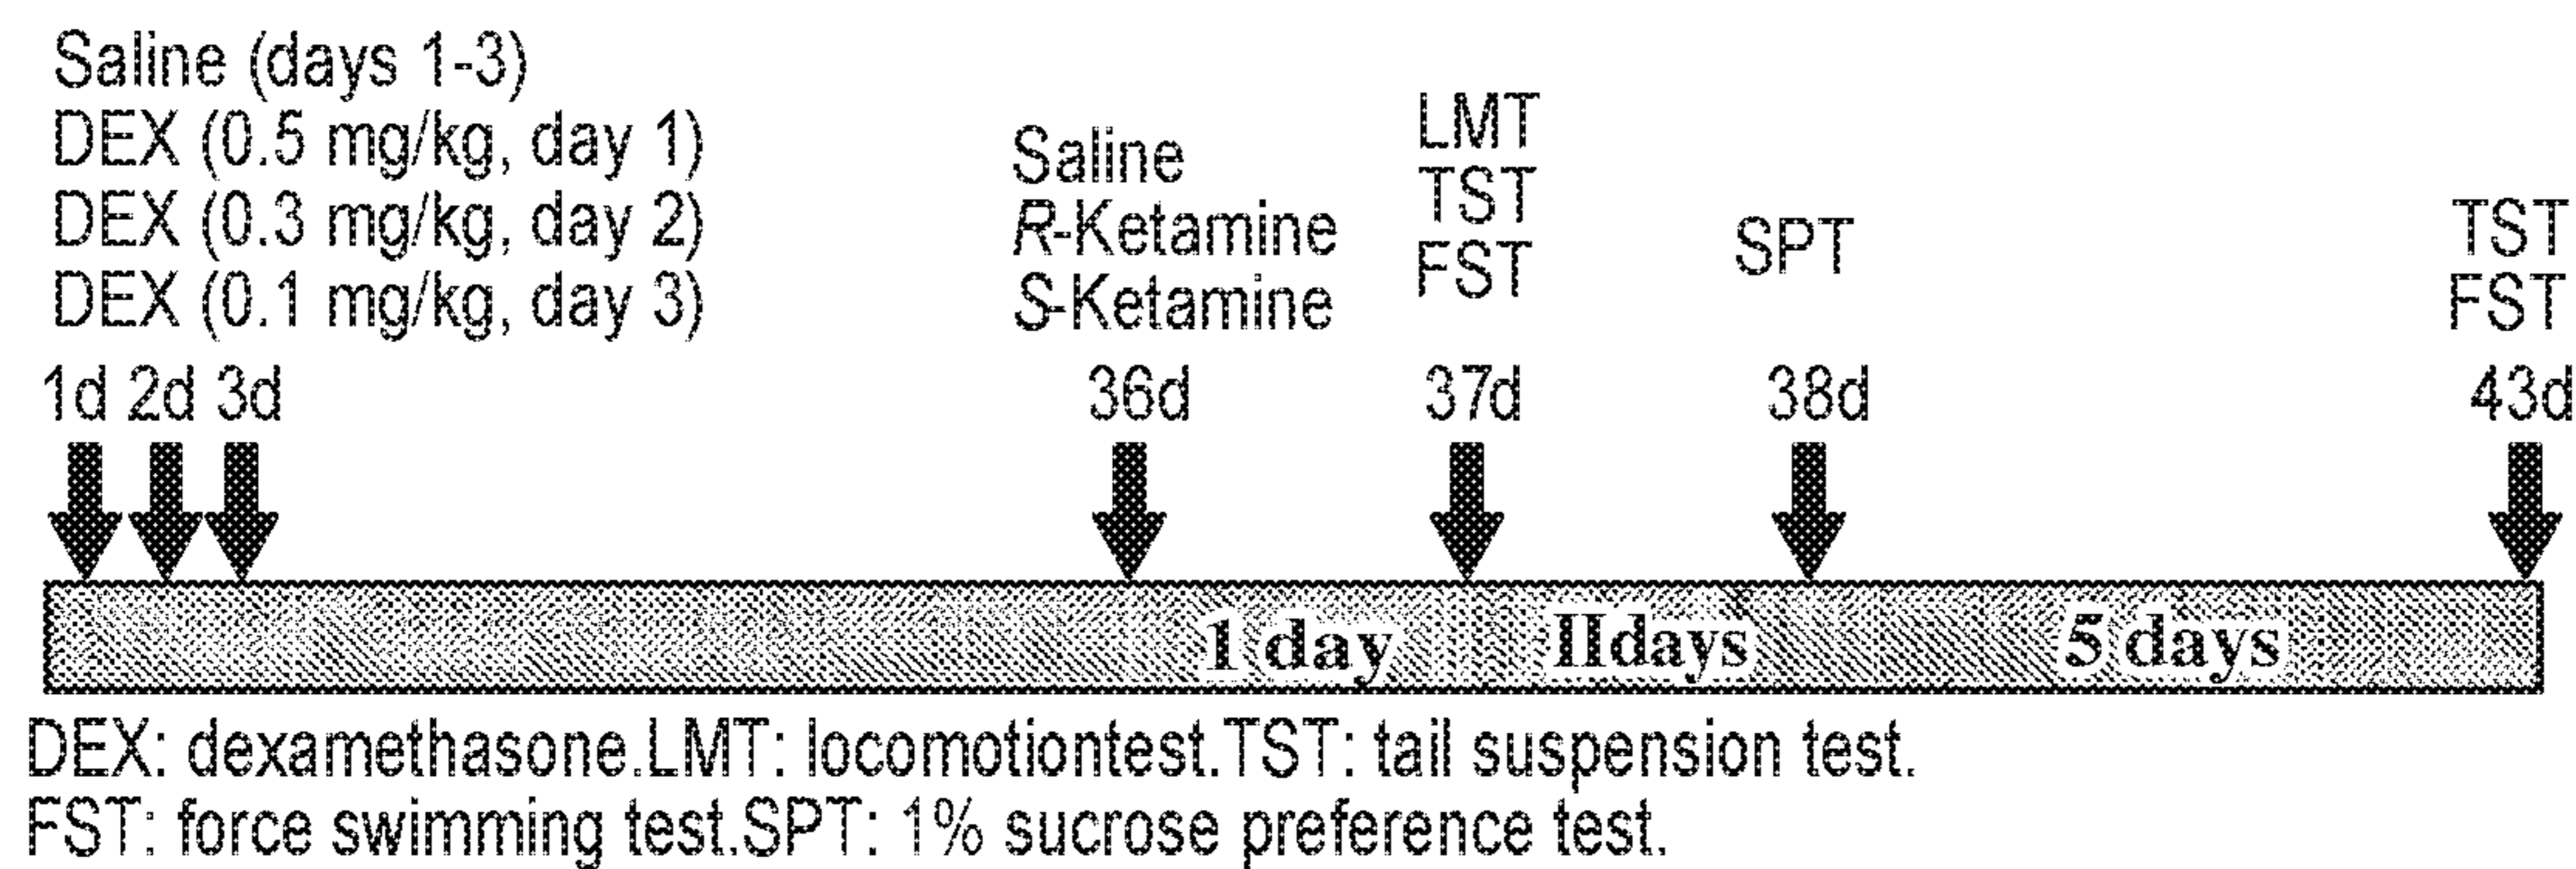 Saline (days 1-3)
DEX (0.5 mg/kg, day 1)
DEX (0.3 mg/kg, day 2)
DEX (0.1 mg/kg, day 3)
Saline
R-Ketamine
S-Ketamine
LMT
TST
FST
SPT
TST
FST
1d 2d 3d 36d 37d 38d 43d
1 day IIdays 5 days
DEX: dexamethasone.LMT: locomotiontest.TST: tail suspension test.
FST: force swimming test.SPT: 1% sucrose preference test.